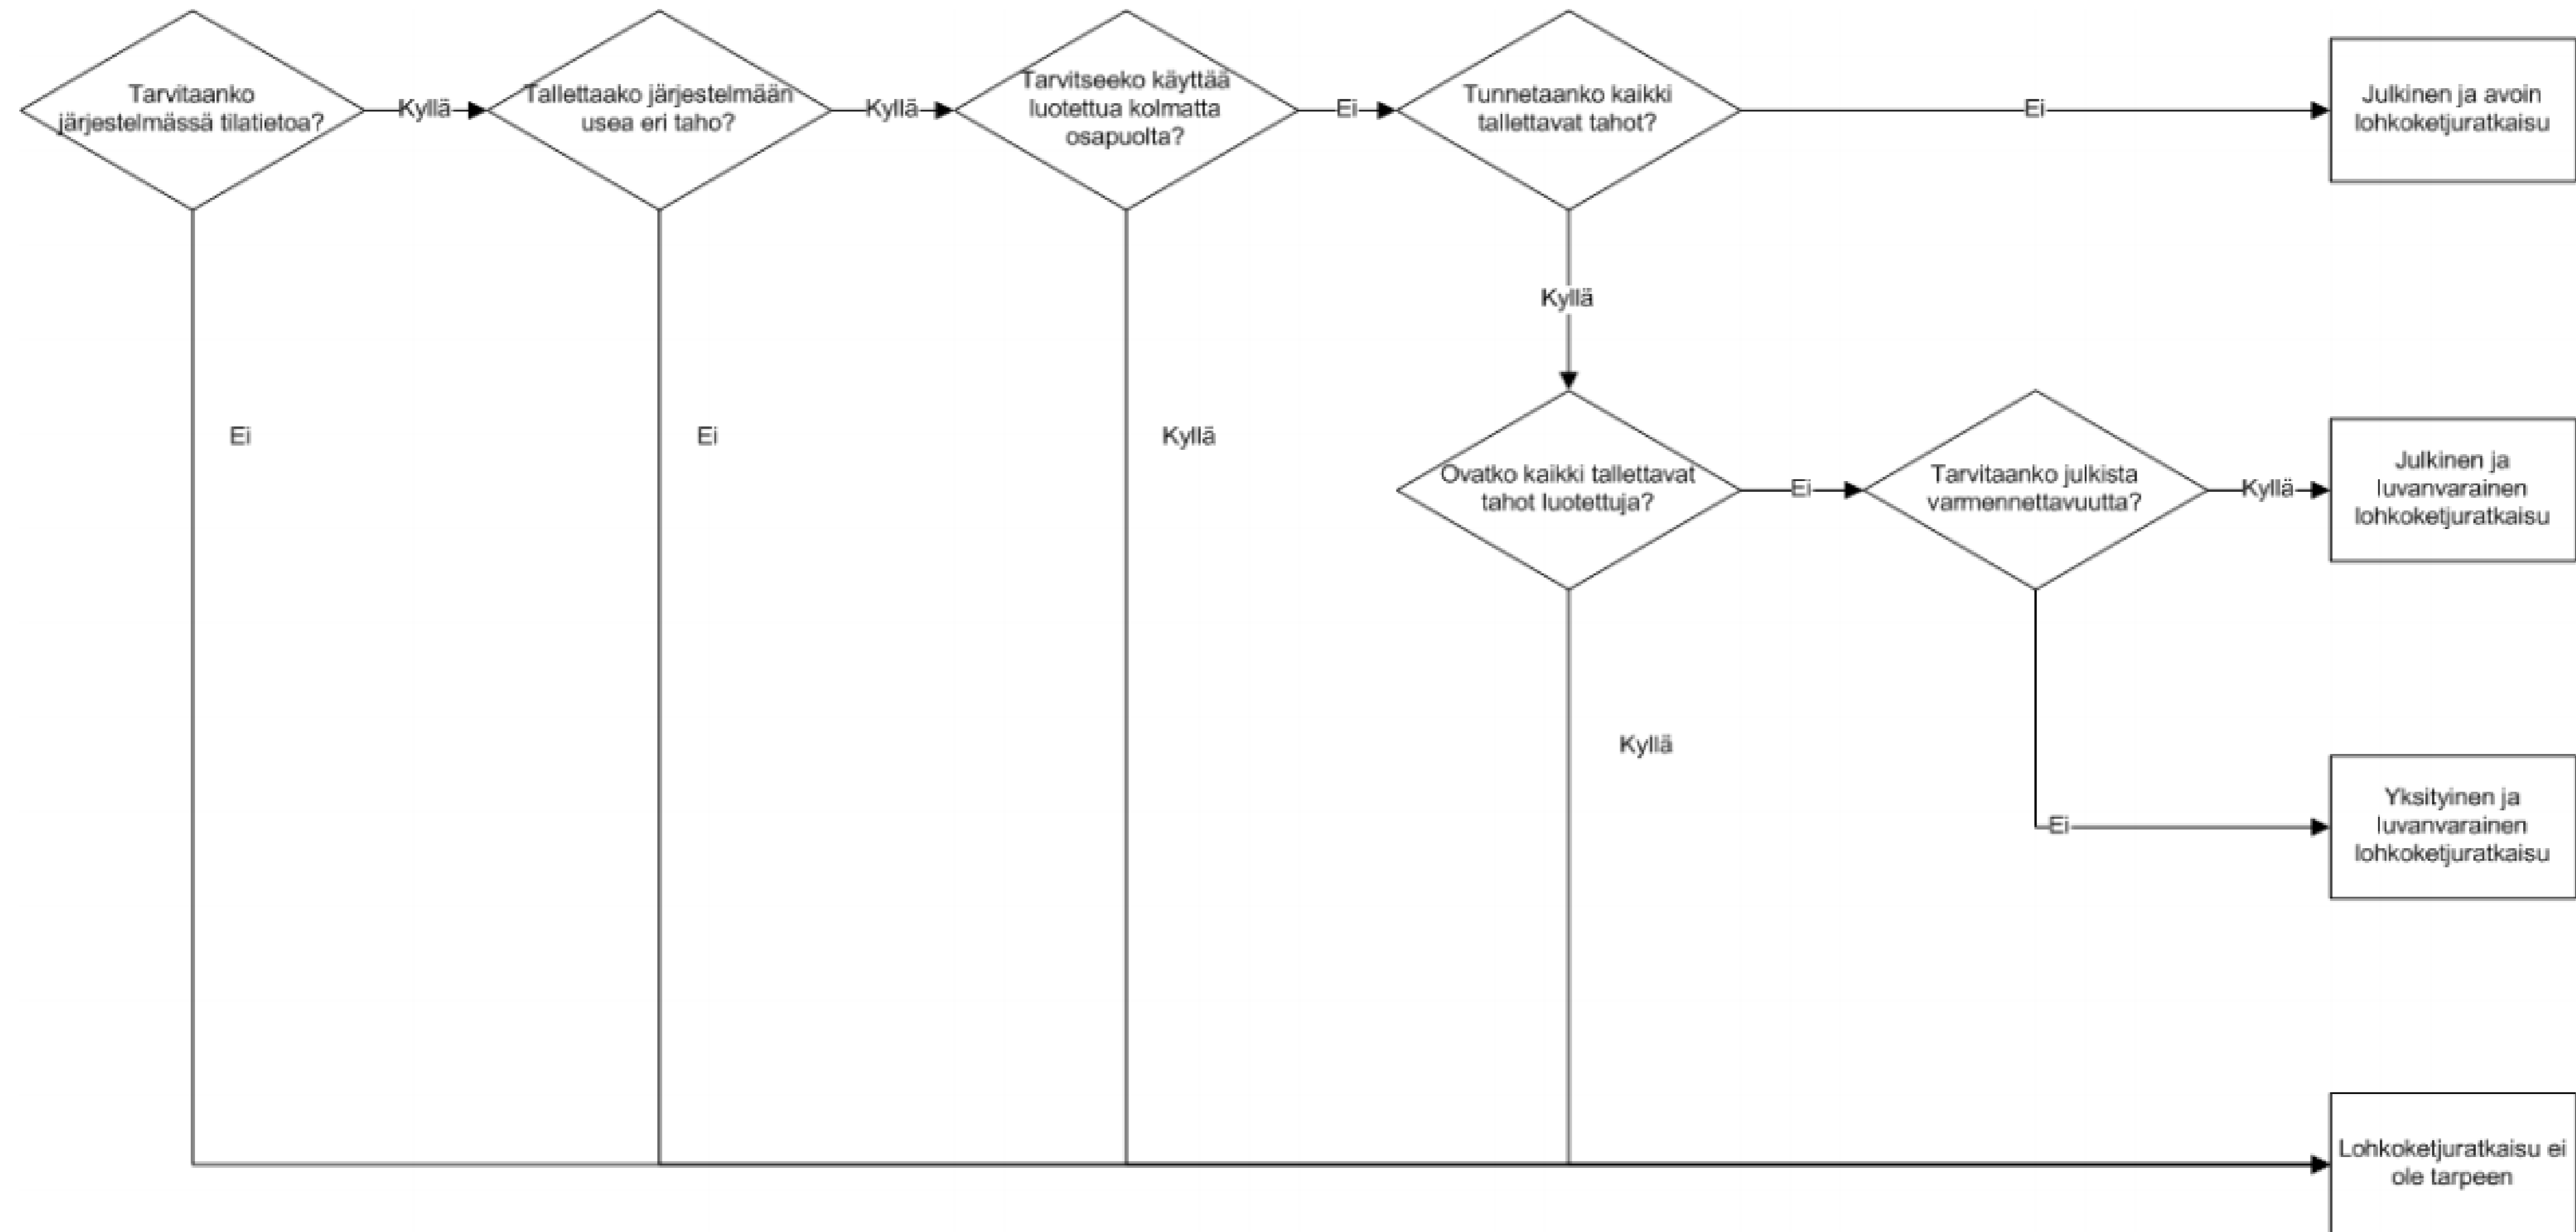 Tarvitaanko
järjestelmässä tilatietoa?
Kyllä
Tallettaako järjestelmään
usea eri taho?
Kyllä
Tarvitseeko käyttää
luotettua kolmatta
osapuolta?
Ei
Tunnetaanko kaikki
tallettavat tahot?
Ei
Julkinen ja avoin
lohkoketjuratkaisu
Kyllä
Ei
Ei
Kyllä
Ovatko kaikki tallettavat
tahot luotettuja?
Ei
Tarvitaanko julkista
varmennettavuutta?
Kyllä
Julkinen ja
luvanvarainen
lohkoketjuratkaisu
Kyllä
Ei
Yksityinen ja
luvanvarainen
lohkoketjuratkaisu
Lohkoketjuratkaisu ei
ole tarpeen